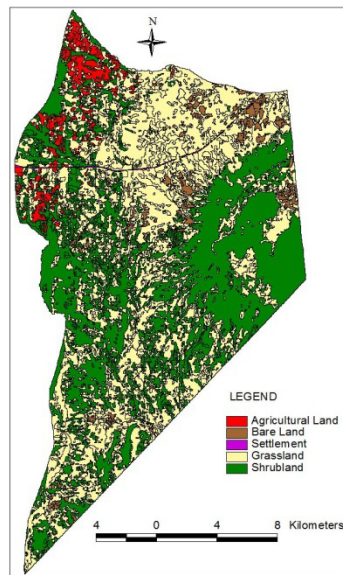 N
LEGEND
Agricultural Land
Bare Land
Settlement
Grassland
Shrubland
4 0 4 8 Kilometers